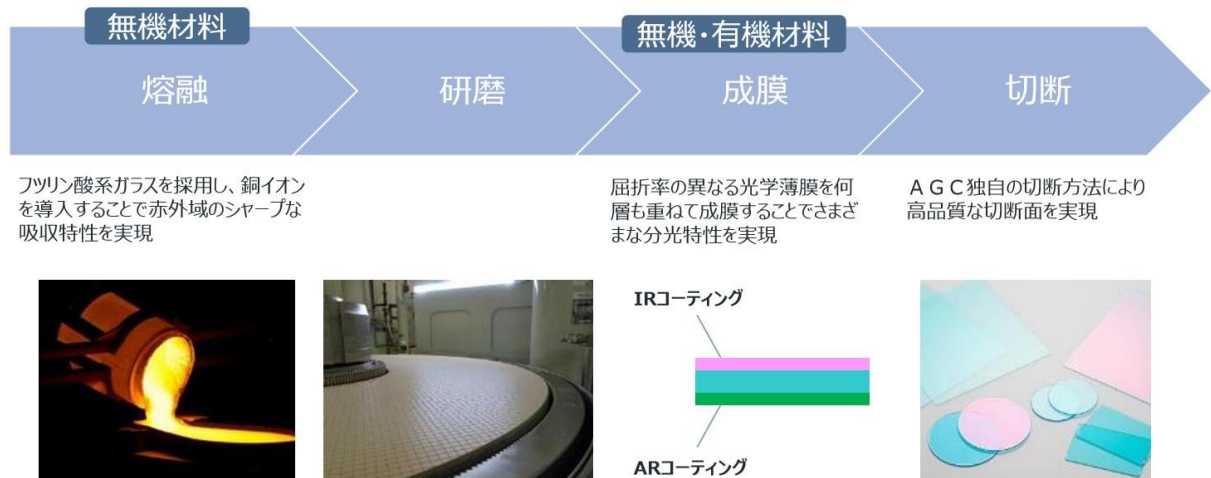 無機材料
無機・有機材料
熔融
研磨
成膜
切断
フツリン酸系ガラスを採用し、銅イオン
を導入することで赤外域のシャープな
吸収特性を実現
屈折率の異なる光学薄膜を何
層も重ねて成膜することでさまざ
まな分光特性を実現
AGC独自の切断方法により
高品質な切断面を実現
IRコーティング
ARコーティング